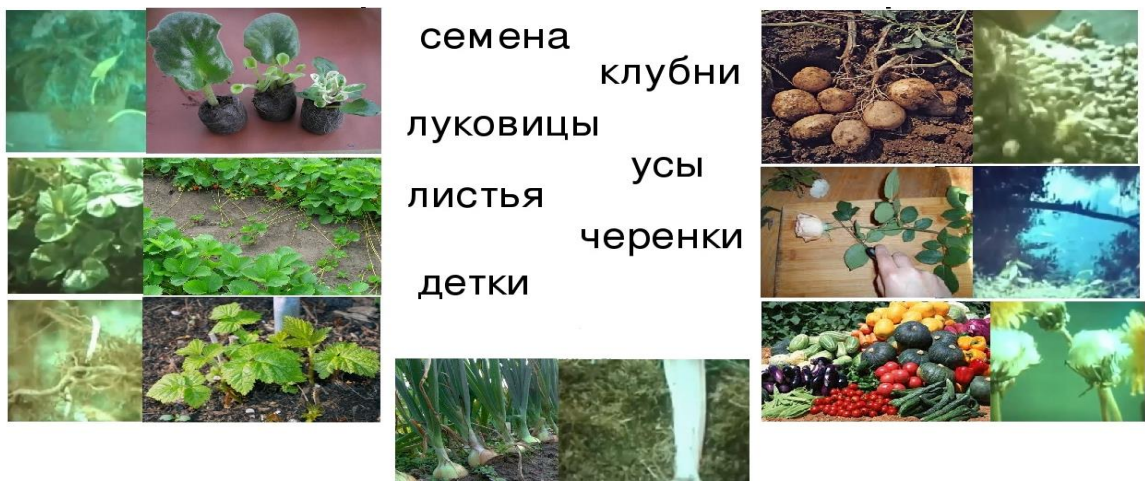 семена
клубни
луковицы
усы
листья
черенки
детки